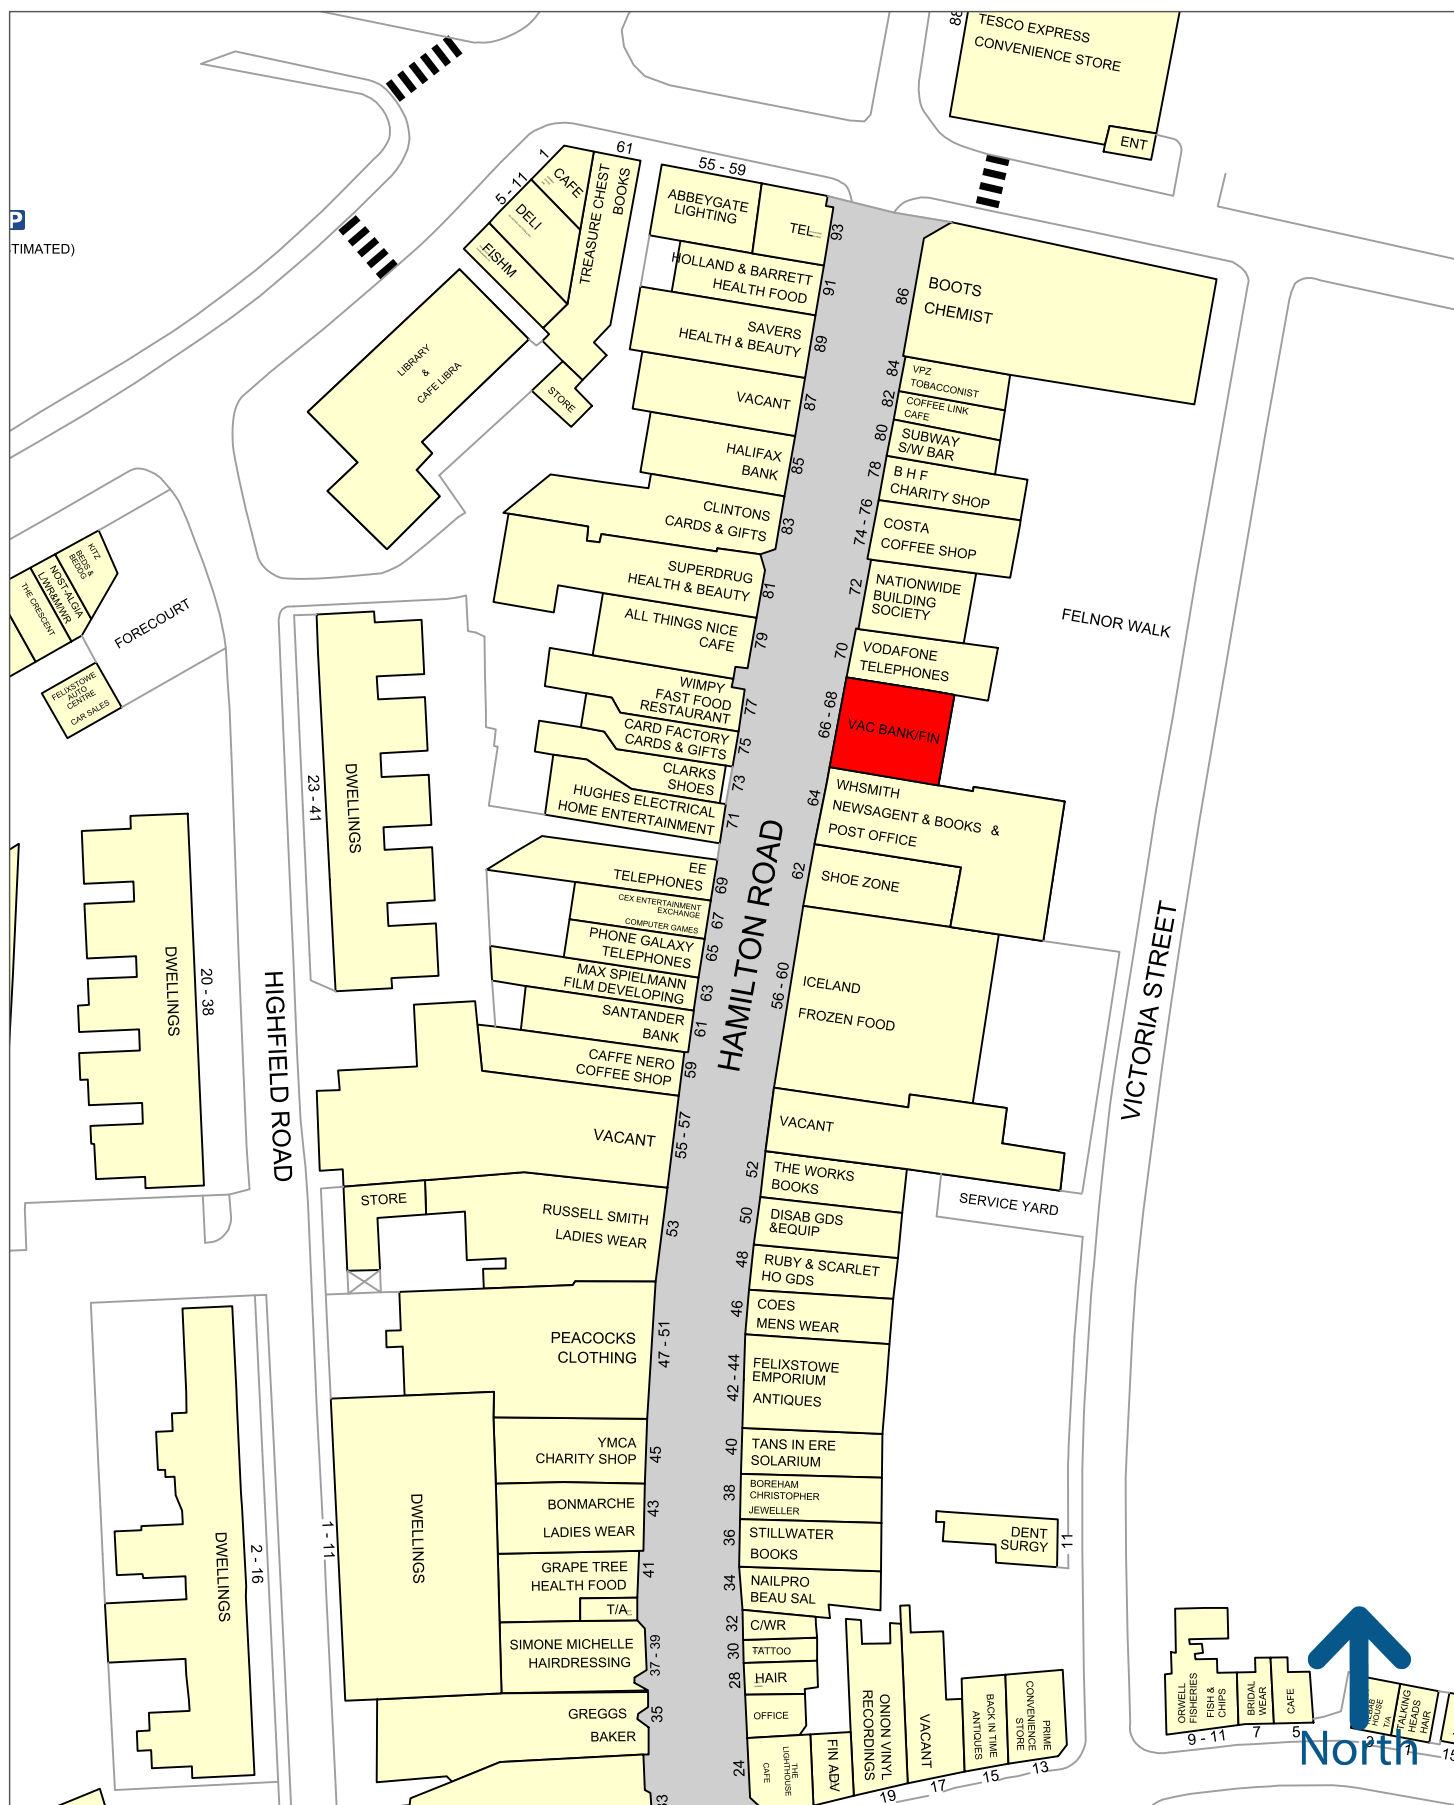 88
TESCO EXPRESS
CONVENIENCE STORE
ENT
P
TIMATED)
1
5 - 11
61
CAFE
DELI
FISHM
TREASURE CHEST
BOOKS
STORE
LIBRARY
&
CAFE LIBRA
55 - 59
ABBEYGATE
LIGHTING
TEL
93
HOLLAND & BARRETT
HEALTH FOOD
91
SAVERS
HEALTH & BEAUTY
89
VACANT
87
HALIFAX
BANK
85
CLINTONS
CARDS & GIFTS
83
SUPERDRUG
HEALTH & BEAUTY
81
ALL THINGS NICE
CAFE
79
WIMPY
FAST FOOD
RESTAURANT
77
CARD FACTORY
CARDS & GIFTS
75
CLARKS
SHOES
73
HUGHES ELECTRICAL
HOME ENTERTAINMENT
71
EE
TELEPHONES
69
CEX ENTERTAINMENT
EXCHANGE
COMPUTER GAMES
67
PHONE GALAXY
TELEPHONES
65
MAX SPIELMANN
FILM DEVELOPING
63
SANTANDER
BANK
61
CAFFE NERO
COFFEE SHOP
59
VACANT
55 - 57
STORE
RUSSELL SMITH
LADIES WEAR
53
PEACOCKS
CLOTHING
47 - 51
YMCA
CHARITY SHOP
45
BONMARCHE
LADIES WEAR
43
GRAPE TREE
HEALTH FOOD
41
T/A
SIMONE MICHELLE
HAIRDRESSING
37 - 39
GREGGS
BAKER
35
33
HAMILTON ROAD
86
BOOTS
CHEMIST
84
VPZ
TOBACCONIST
82
COFFEE LINK
CAFE
80
SUBWAY
S/W BAR
78
B H F
CHARITY SHOP
74 - 76
COSTA
COFFEE SHOP
72
NATIONWIDE
BUILDING
SOCIETY
70
VODAFONE
TELEPHONES
66 - 68
VAC BANK/FIN
64
WHSMITH
NEWSAGENT & BOOKS &
POST OFFICE
62
SHOE ZONE
56 - 60
ICELAND
FROZEN FOOD
VACANT
52
THE WORKS
BOOKS
50
DISAB GDS
&EQUIP
48
RUBY & SCARLET
HO GDS
46
COES
MENS WEAR
42 - 44
FELIXSTOWE
EMPORIUM
ANTIQUES
40
TANS IN ERE
SOLARIUM
38
BOREHAM
CHRISTOPHER
JEWELLER
36
STILLWATER
BOOKS
34
NAILPRO
BEAU SAL
32
C/WR
30
TATTOO
28
HAIR
OFFICE
24
THE
LIGHTHOUSE
CAFE
FIN ADV
ONION VINYL
RECORDINGS
19
VACANT
17
BACK IN TIME
ANTIQUES
15
PRIME
CONVENIENCE
STORE
13
FELNOR WALK
VICTORIA STREET
SERVICE YARD
DENT
SURGY
11
ORWELL
FISHERIES
FISH &
CHIPS
9 - 11
BRIDAL
WEAR
7
CAFE
5
HOUSE
T/A
3
TALKING
HEADS
HAIR
1
15
North
KITZ
BEDS &
BEDDG
NOST-ALGIA
L/WR&M/WR
THE CRESCENT
FORECOURT
FELIXSTOWE
AUTO
CENTRE
CAR SALES
23 - 41
DWELLINGS
DWELLINGS
20 - 38
HIGHFIELD ROAD
DWELLINGS
2 - 16
1 - 11
DWELLINGS